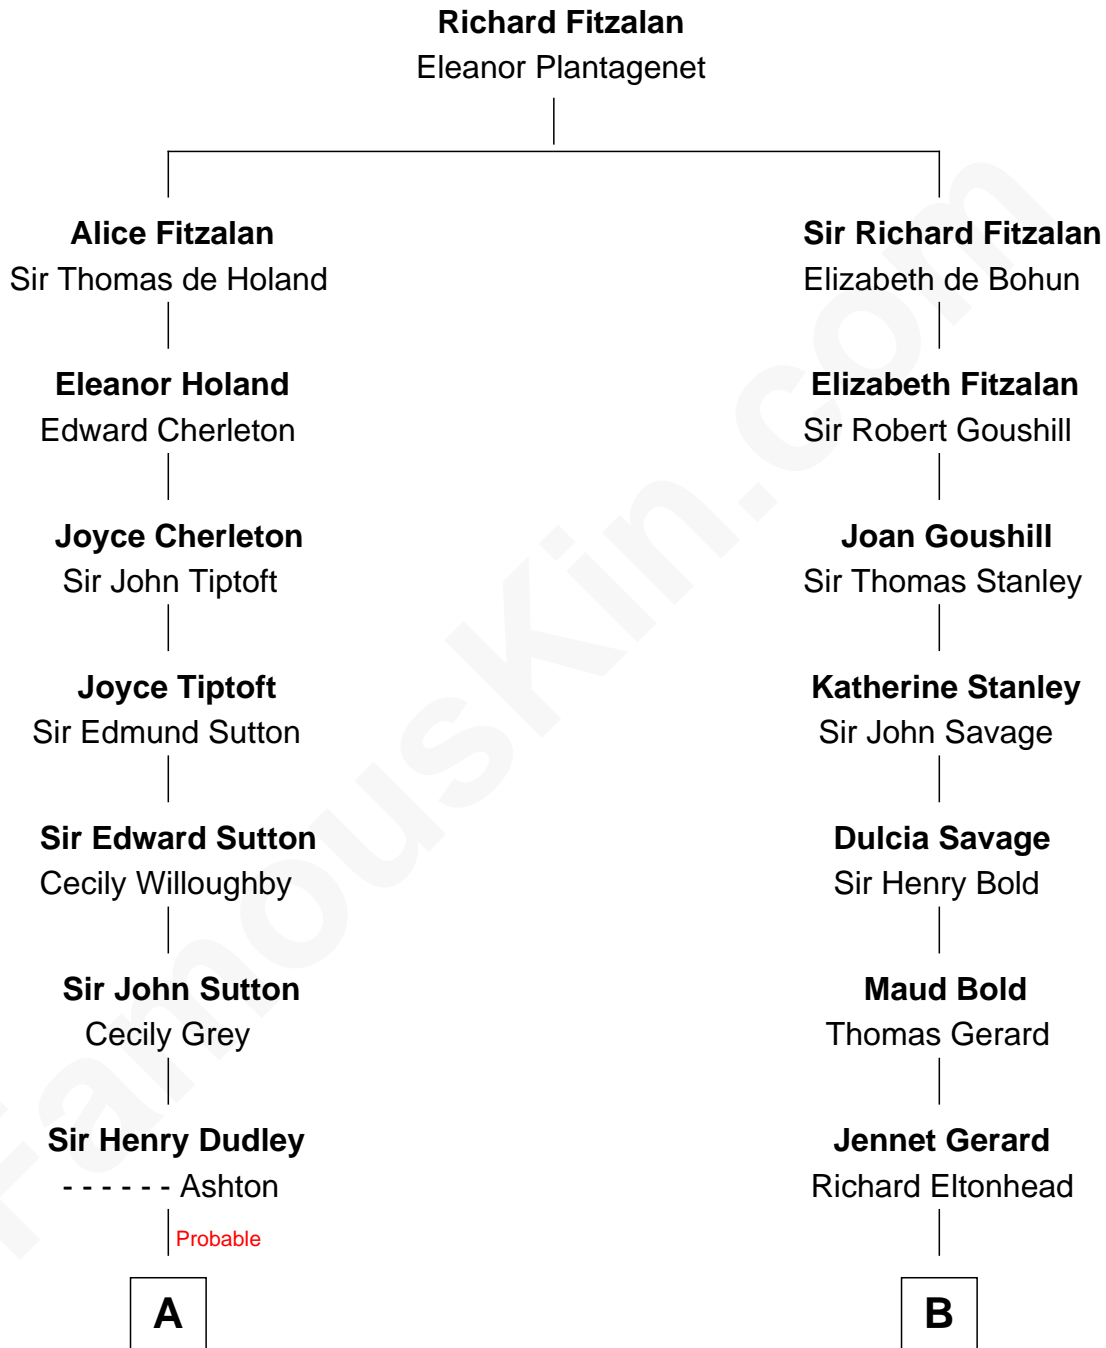 Richard Fitzalan
Eleanor Plantagenet
Alice Fitzalan
Sir Thomas de Holand
Eleanor Holand
Edward Cherleton
Joyce Cherleton
Sir John Tiptoft
Joyce Tiptoft
Sir Edmund Sutton
Sir Edward Sutton
Cecily Willoughby
Sir John Sutton
Cecily Grey
Sir Henry Dudley
- - - - - - Ashton
Probable
A
Sir Richard Fitzalan
Elizabeth de Bohun
Elizabeth Fitzalan
Sir Robert Goushill
Joan Goushill
Sir Thomas Stanley
Katherine Stanley
Sir John Savage
Dulcia Savage
Sir Henry Bold
Maud Bold
Thomas Gerard
Jennet Gerard
Richard Eltonhead
B
FamousKin.com